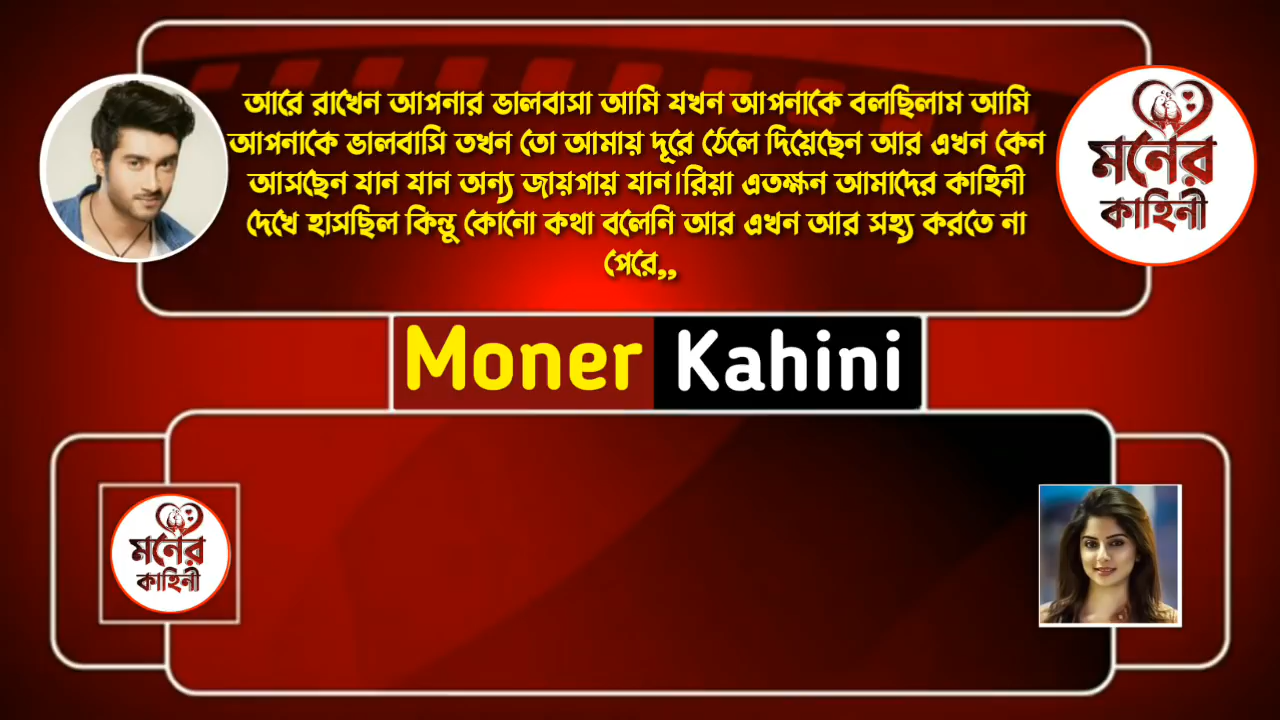 আরে রাখেন আপনার ভালবাসা আমি যখন আপনাকে বলছিলাম আমি
আপনাকে ভালবাসি তখন তো আমায় দূরে ঠেলে দিয়েছেন আর এখন কেন
আসছেন যান যান অন্য জায়গায় যান।রিয়া এতক্ষন আমাদের কাহিনী
দেখে হাসছিল কিন্তু কোনো কথা বলেনি আর এখন আর সহ্য করতে না
পেরে,,
মনের
কাহিনী
Moner Kahini
মনের
কাহিনী